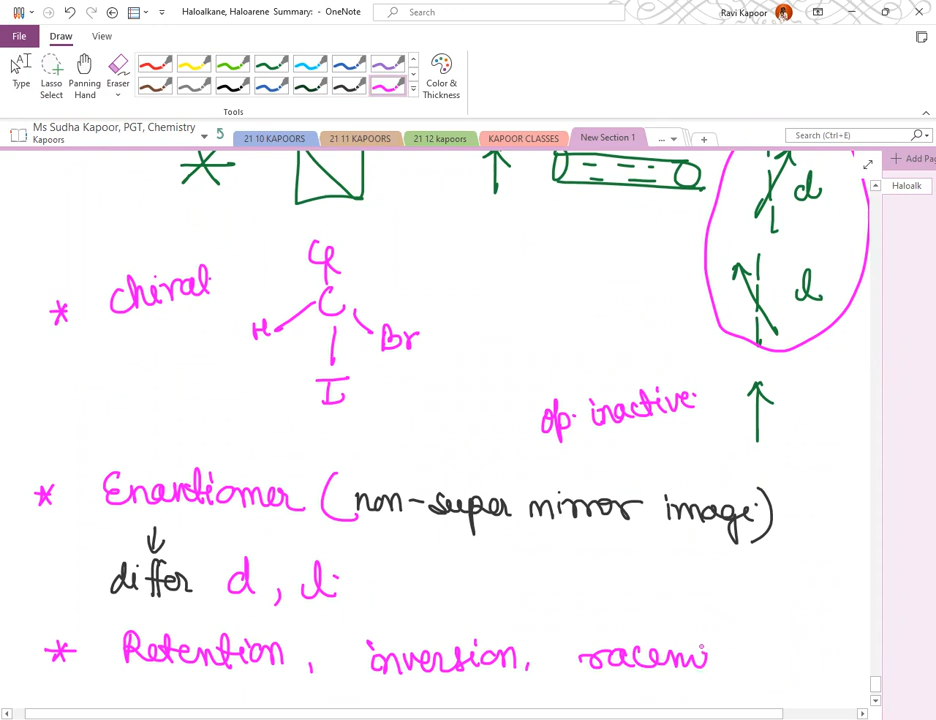 Haloalkane, Haloarene Summary: - OneNote
Search
Ravi Kapoor
File
Draw
View
Type
Lasso Select
Panning Hand
Eraser
Color & Thickness
Tools
Ms Sudha Kapoor, PGT, Chemistry
Kapoors
21 10 KAPOORS
21 11 KAPOORS
21 12 kapoors
KAPOOR CLASSES
New Section 1
...
Search (Ctrl+E)
Add Pag
Haloalk
d
l
* Chiral
Cl
C
H
Br
I
op. inactive.
* Enantiomer (non-super mirror image)
differ d, l.
* Retention, inversion, racemi